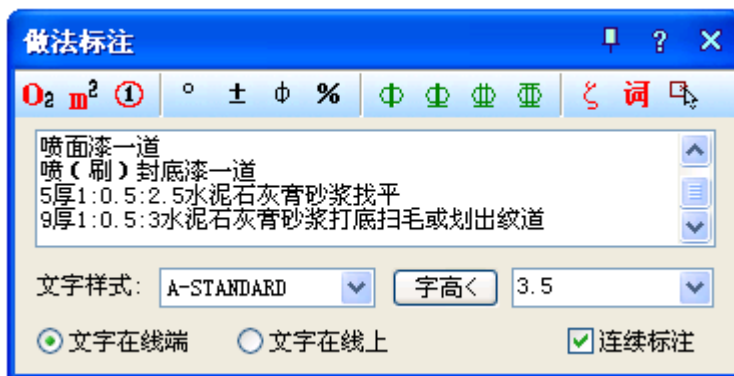 做法标注 ?
O₂ m² ① ° ± ф %  ζ 词
喷面漆一道
喷(刷)封底漆一道
5厚1:0.5:2.5水泥石灰膏砂浆找平
9厚1:0.5:3水泥石灰膏砂浆打底扫毛或划出纹道
文字样式: A-STANDARD 字高< 3.5
文字在线端 文字在线上 连续标注